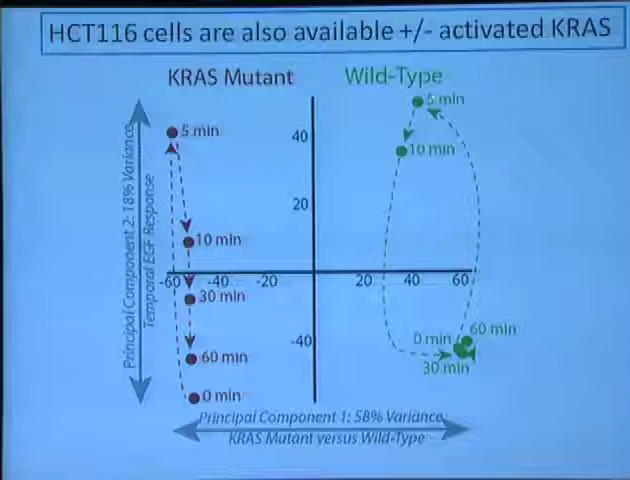 HCT116 cells are also available +/- activated KRAS
KRAS Mutant
Wild-Type
5 min
5 min
40
10 min
20
10 min
-60
-40
-20
20
40
60
30 min
-40
0 min
60 min
60 min
30 min
0 min
Principal Component 2: 18% Variance
Temporal EGF Response
Principal Component 1: 58% Variance
KRAS Mutant versus Wild-Type